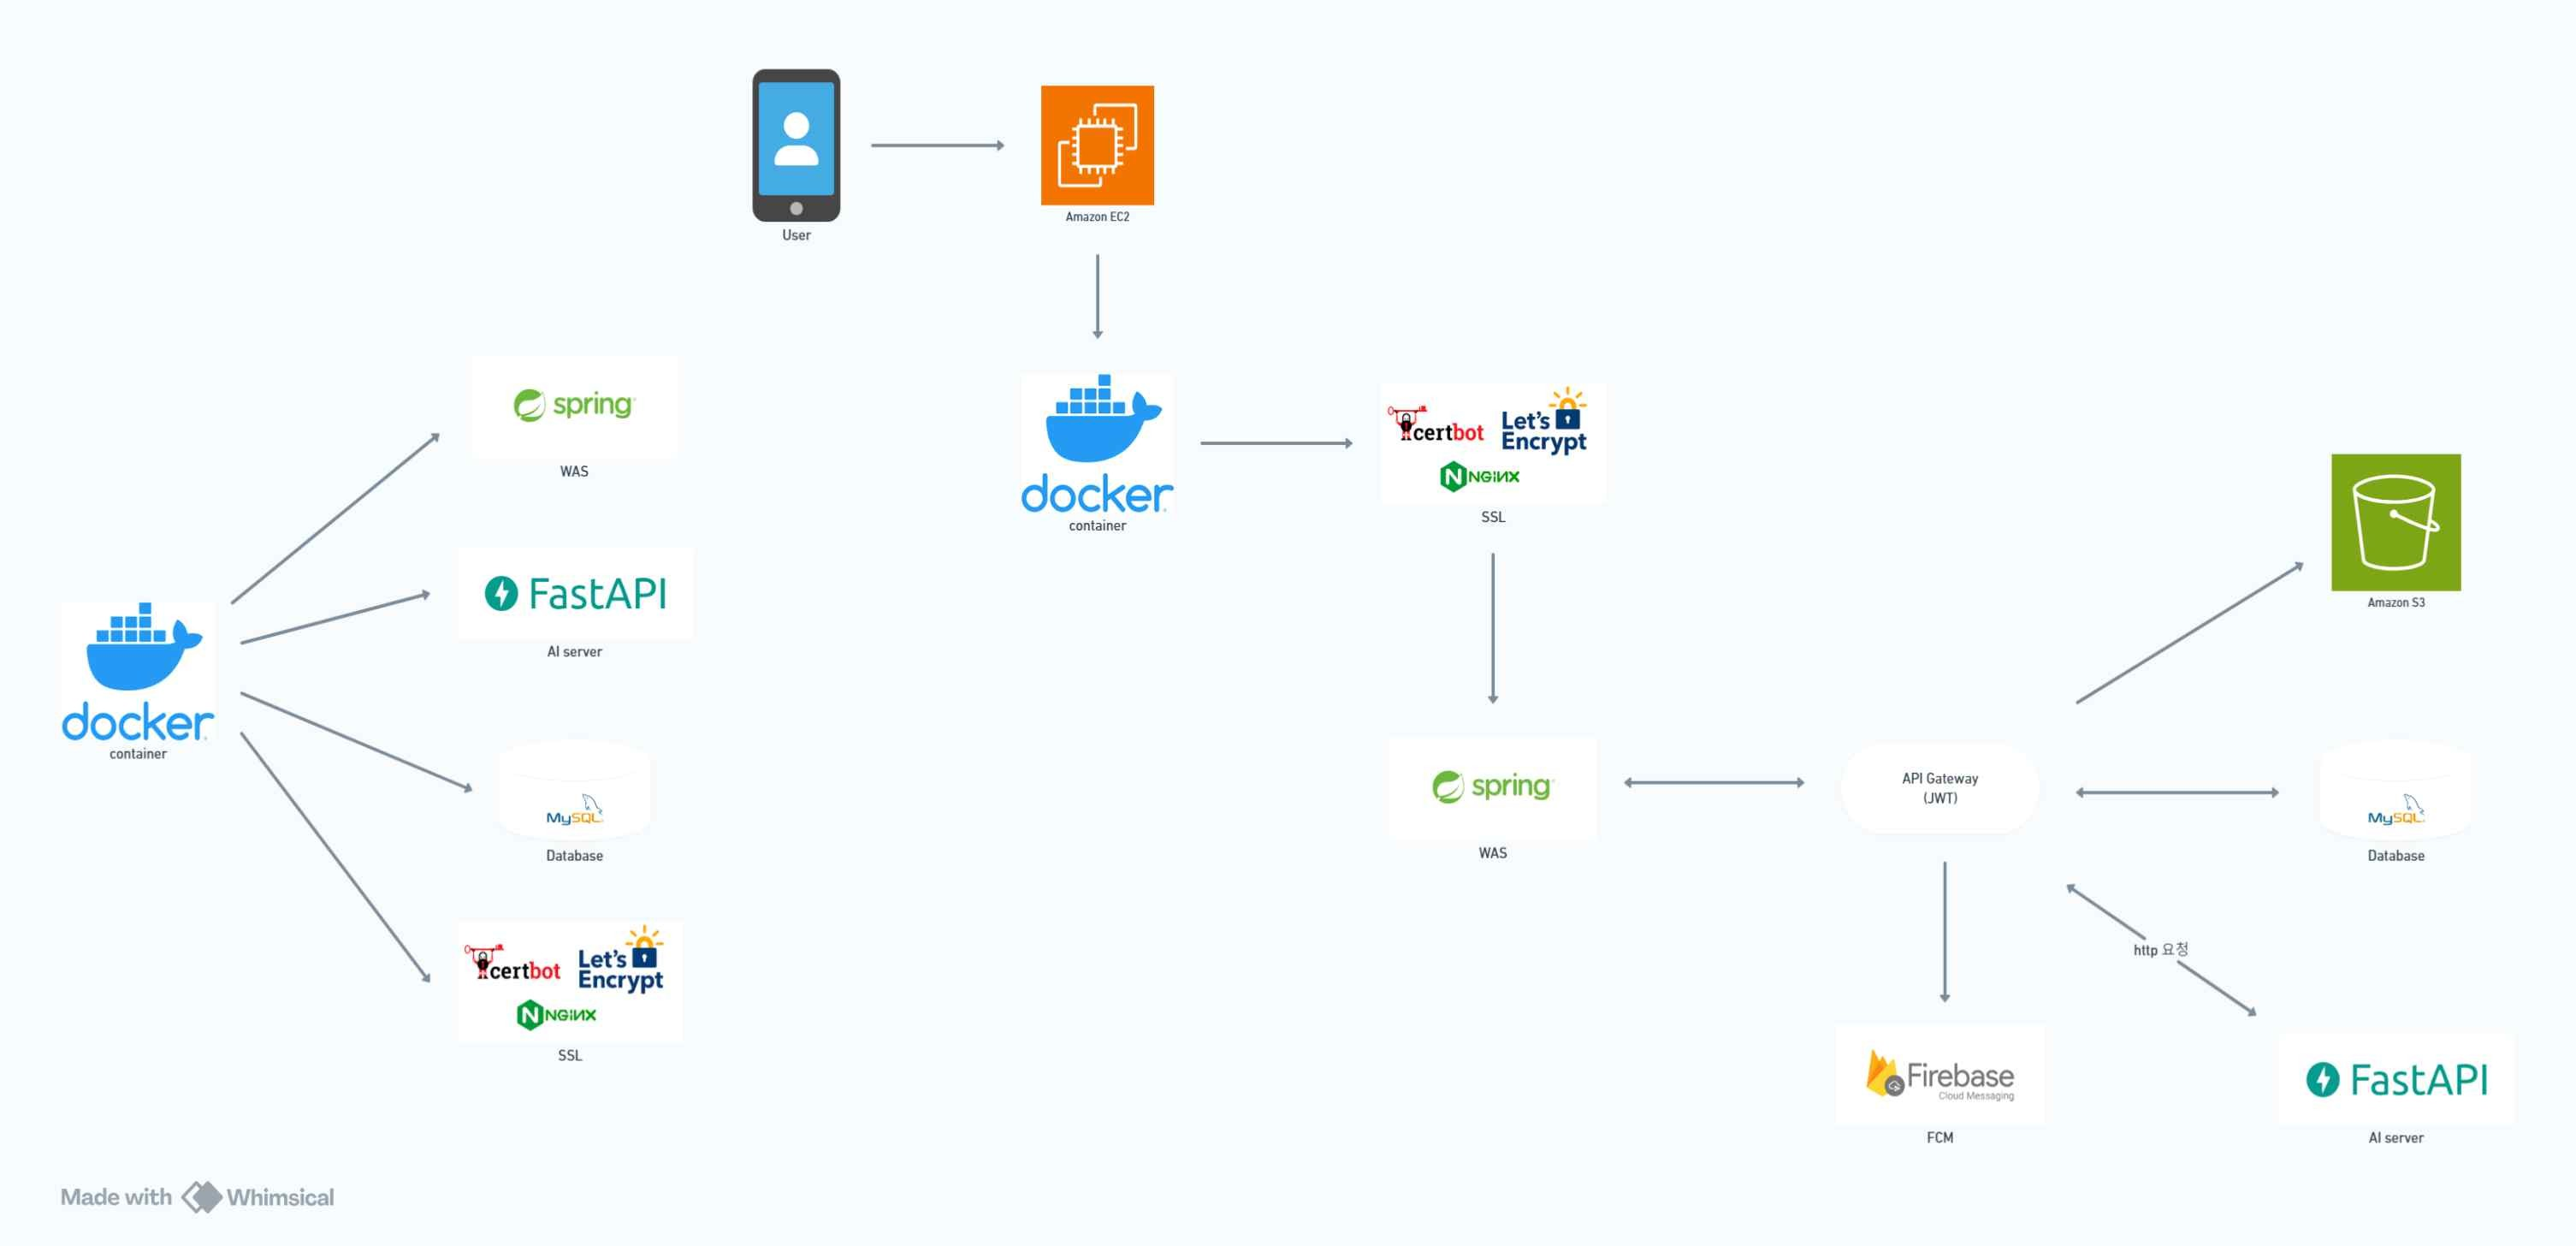 User
Amazon EC2
spring
WAS
FastAPI
AI server
docker
container
MySQL
Database
certbot
Let's
Encrypt
NGINX
SSL
docker
container
certbot
Let's
Encrypt
NGINX
SSL
spring
WAS
API Gateway
(JWT)
Amazon S3
MySQL
Database
http 요청
Firebase
Cloud Messaging
FCM
FastAPI
AI server
Made with Whimsical